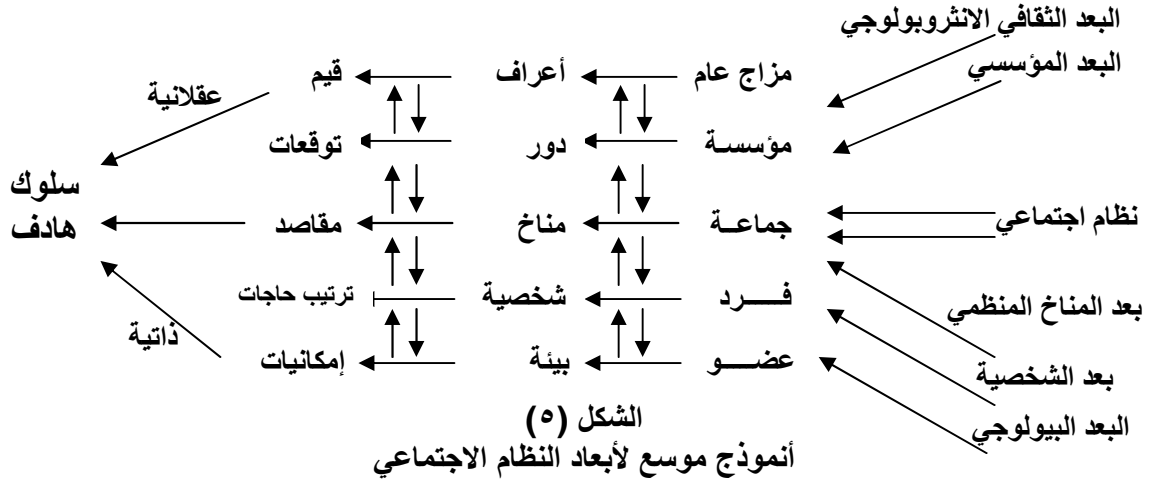 البعد الثقافي الانثروبولوجي
البعد المؤسسي
مزاج عام أعراف قيم
عقلانية
مؤسسة دور توقعات
سلوك
هادف
نظام اجتماعي
جماعة مناخ مقاصد
فرد شخصية ترتيب حاجات
بعد المناخ المنظمي
ذاتية
عضو بيئة إمكانيات
بعد الشخصية
البعد البيولوجي
الشكل (٥)
أنموذج موسع لأبعاد النظام الاجتماعي